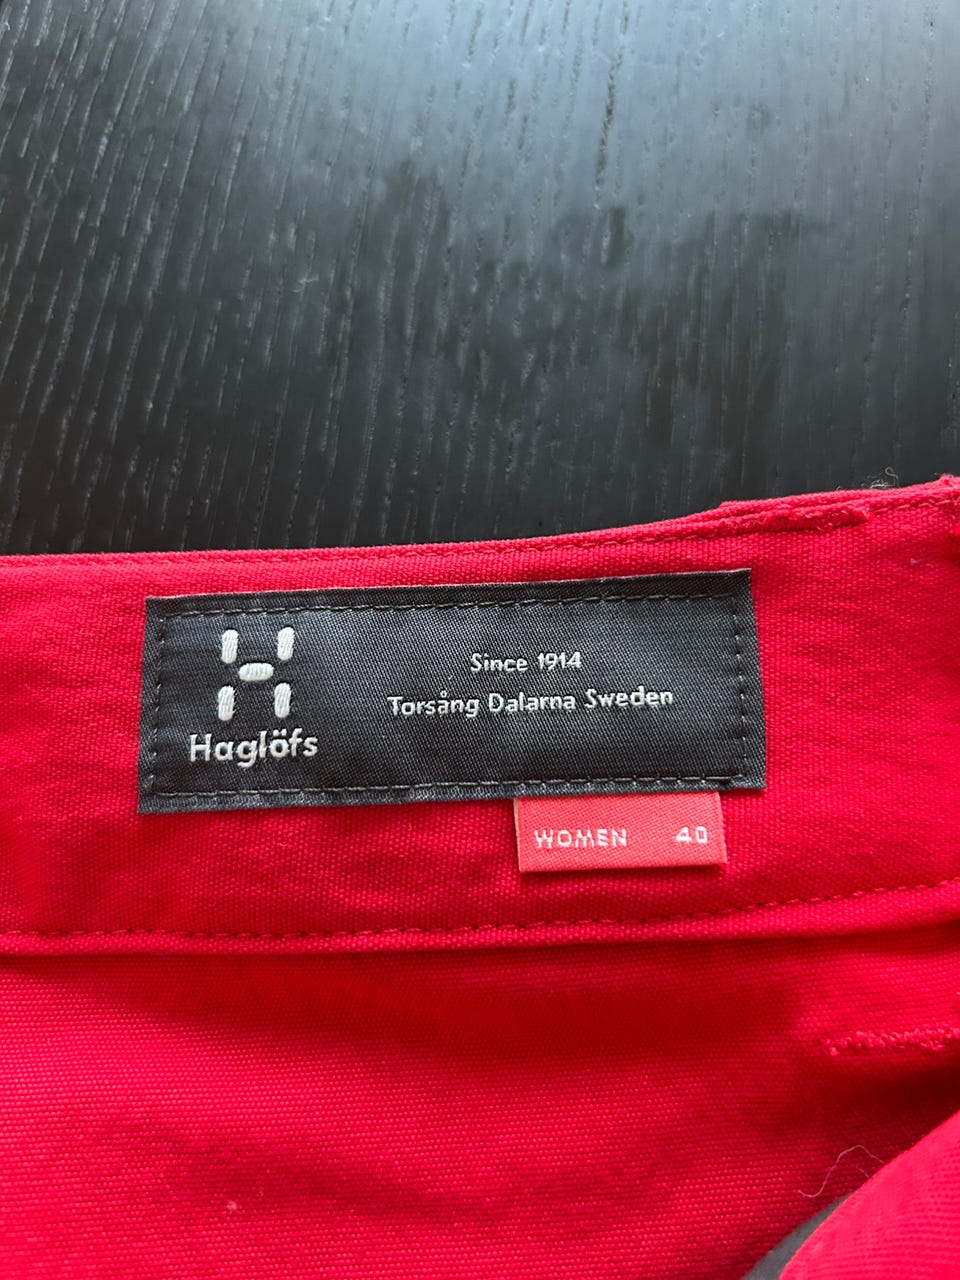 Haglöfs
Since 1914
Torsång Dalarna Sweden
WOMEN 40